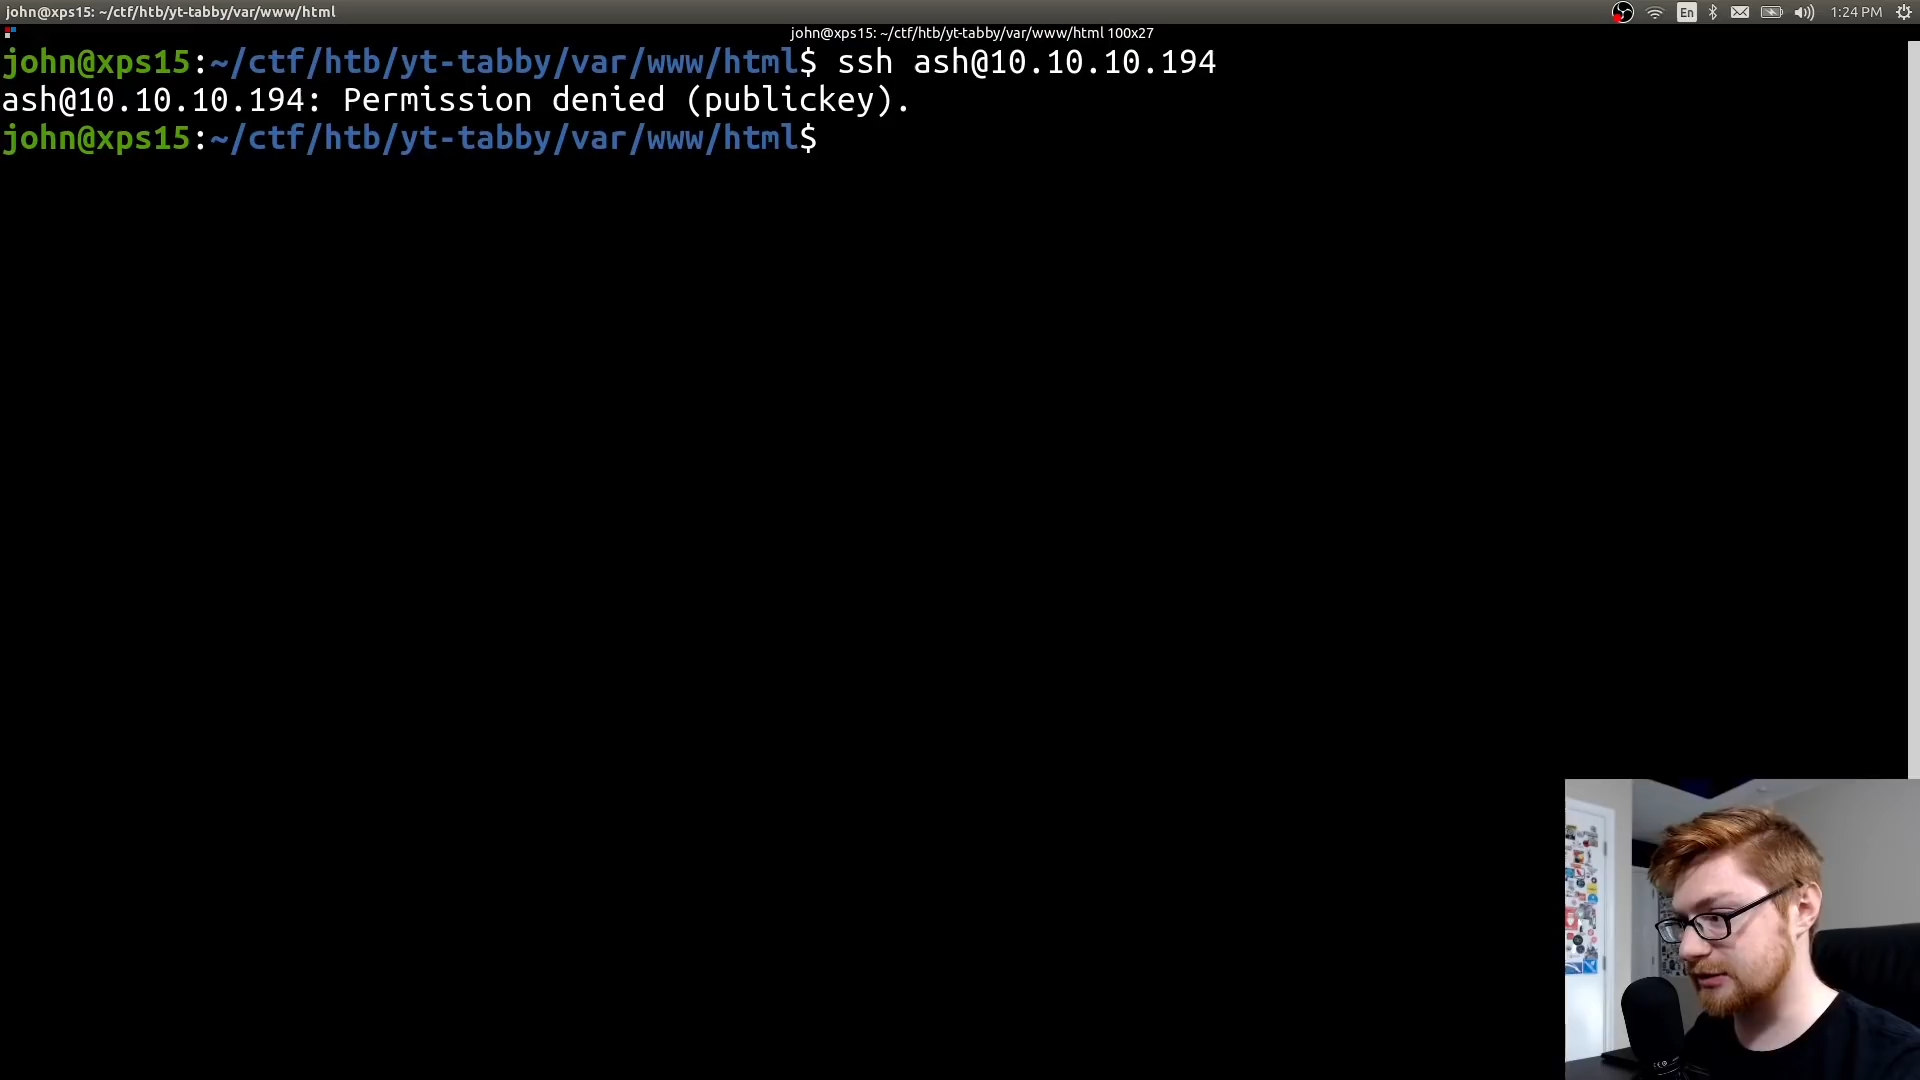 john@xps15: ~/ctf/htb/yt-tabby/var/www/html
En
1:24 PM
john@xps15: ~/ctf/htb/yt-tabby/var/www/html 100x27
john@xps15:~/ctf/htb/yt-tabby/var/www/html$ ssh ash@10.10.10.194
ash@10.10.10.194: Permission denied (publickey).
john@xps15:~/ctf/htb/yt-tabby/var/www/html$